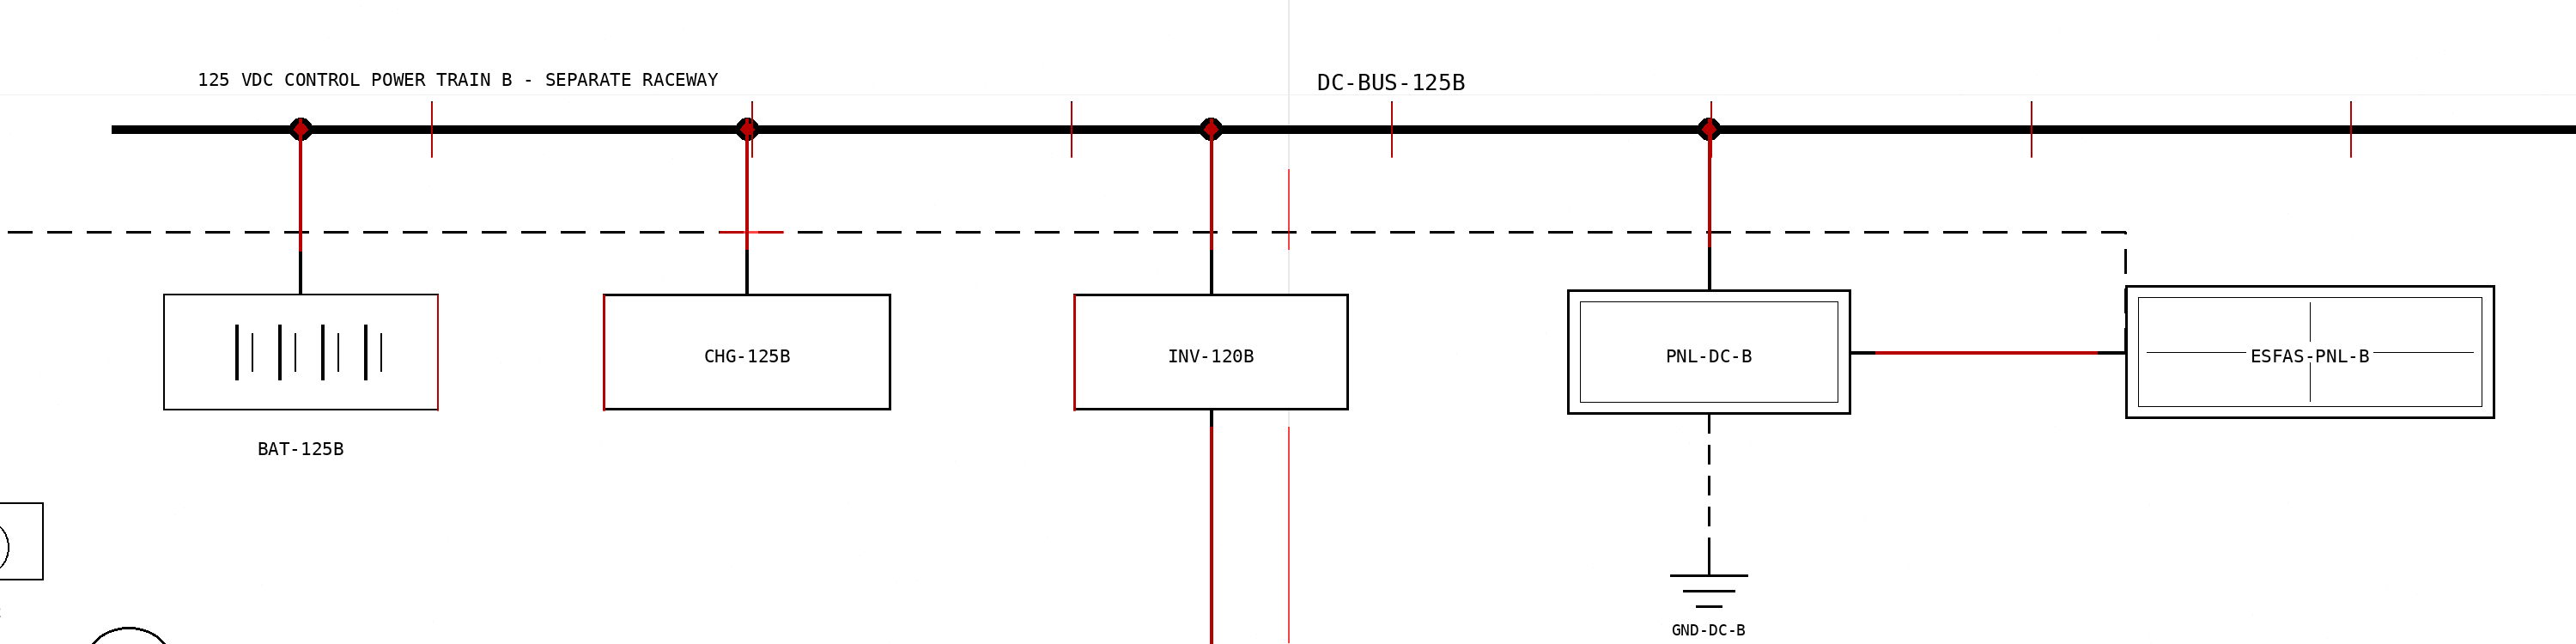 125 VDC CONTROL POWER TRAIN B - SEPARATE RACEWAY
DC-BUS-125B
CHG-125B
INV-120B
PNL-DC-B
ESFAS-PNL-B
BAT-125B
GND-DC-B